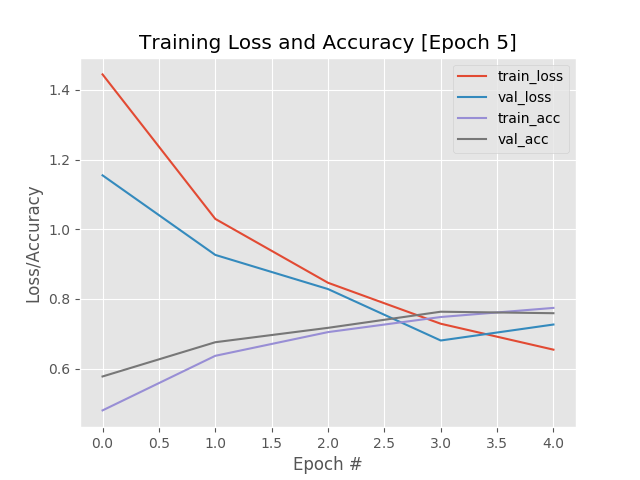 Training Loss and Accuracy [Epoch 5]
train_loss
val_loss
train_acc
val_acc
Loss/Accuracy
1.4
1.2
1.0
0.8
0.6
0.0 0.5 1.0 1.5 2.0 2.5 3.0 3.5 4.0
Epoch #